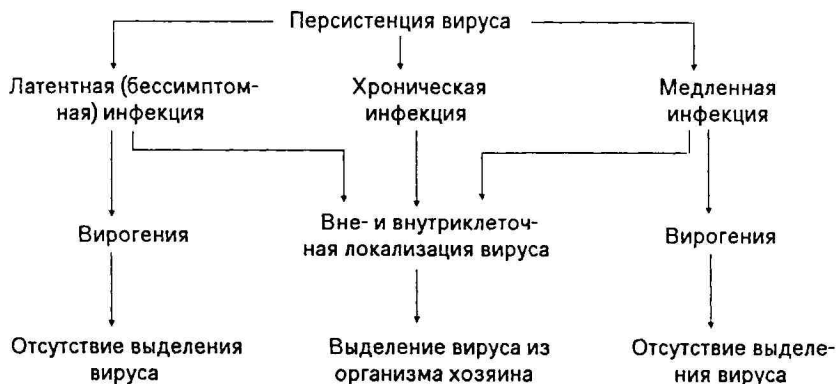 Персистенция вируса
Латентная (бессимптом-
ная) инфекция
Хроническая
инфекция
Медленная
инфекция
Вирогения
Вне- и внутриклеточ-
ная локализация вируса
Вирогения
Отсутствие выделения
вируса
Выделение вируса из
организма хозяина
Отсутствие выделе-
ния вируса